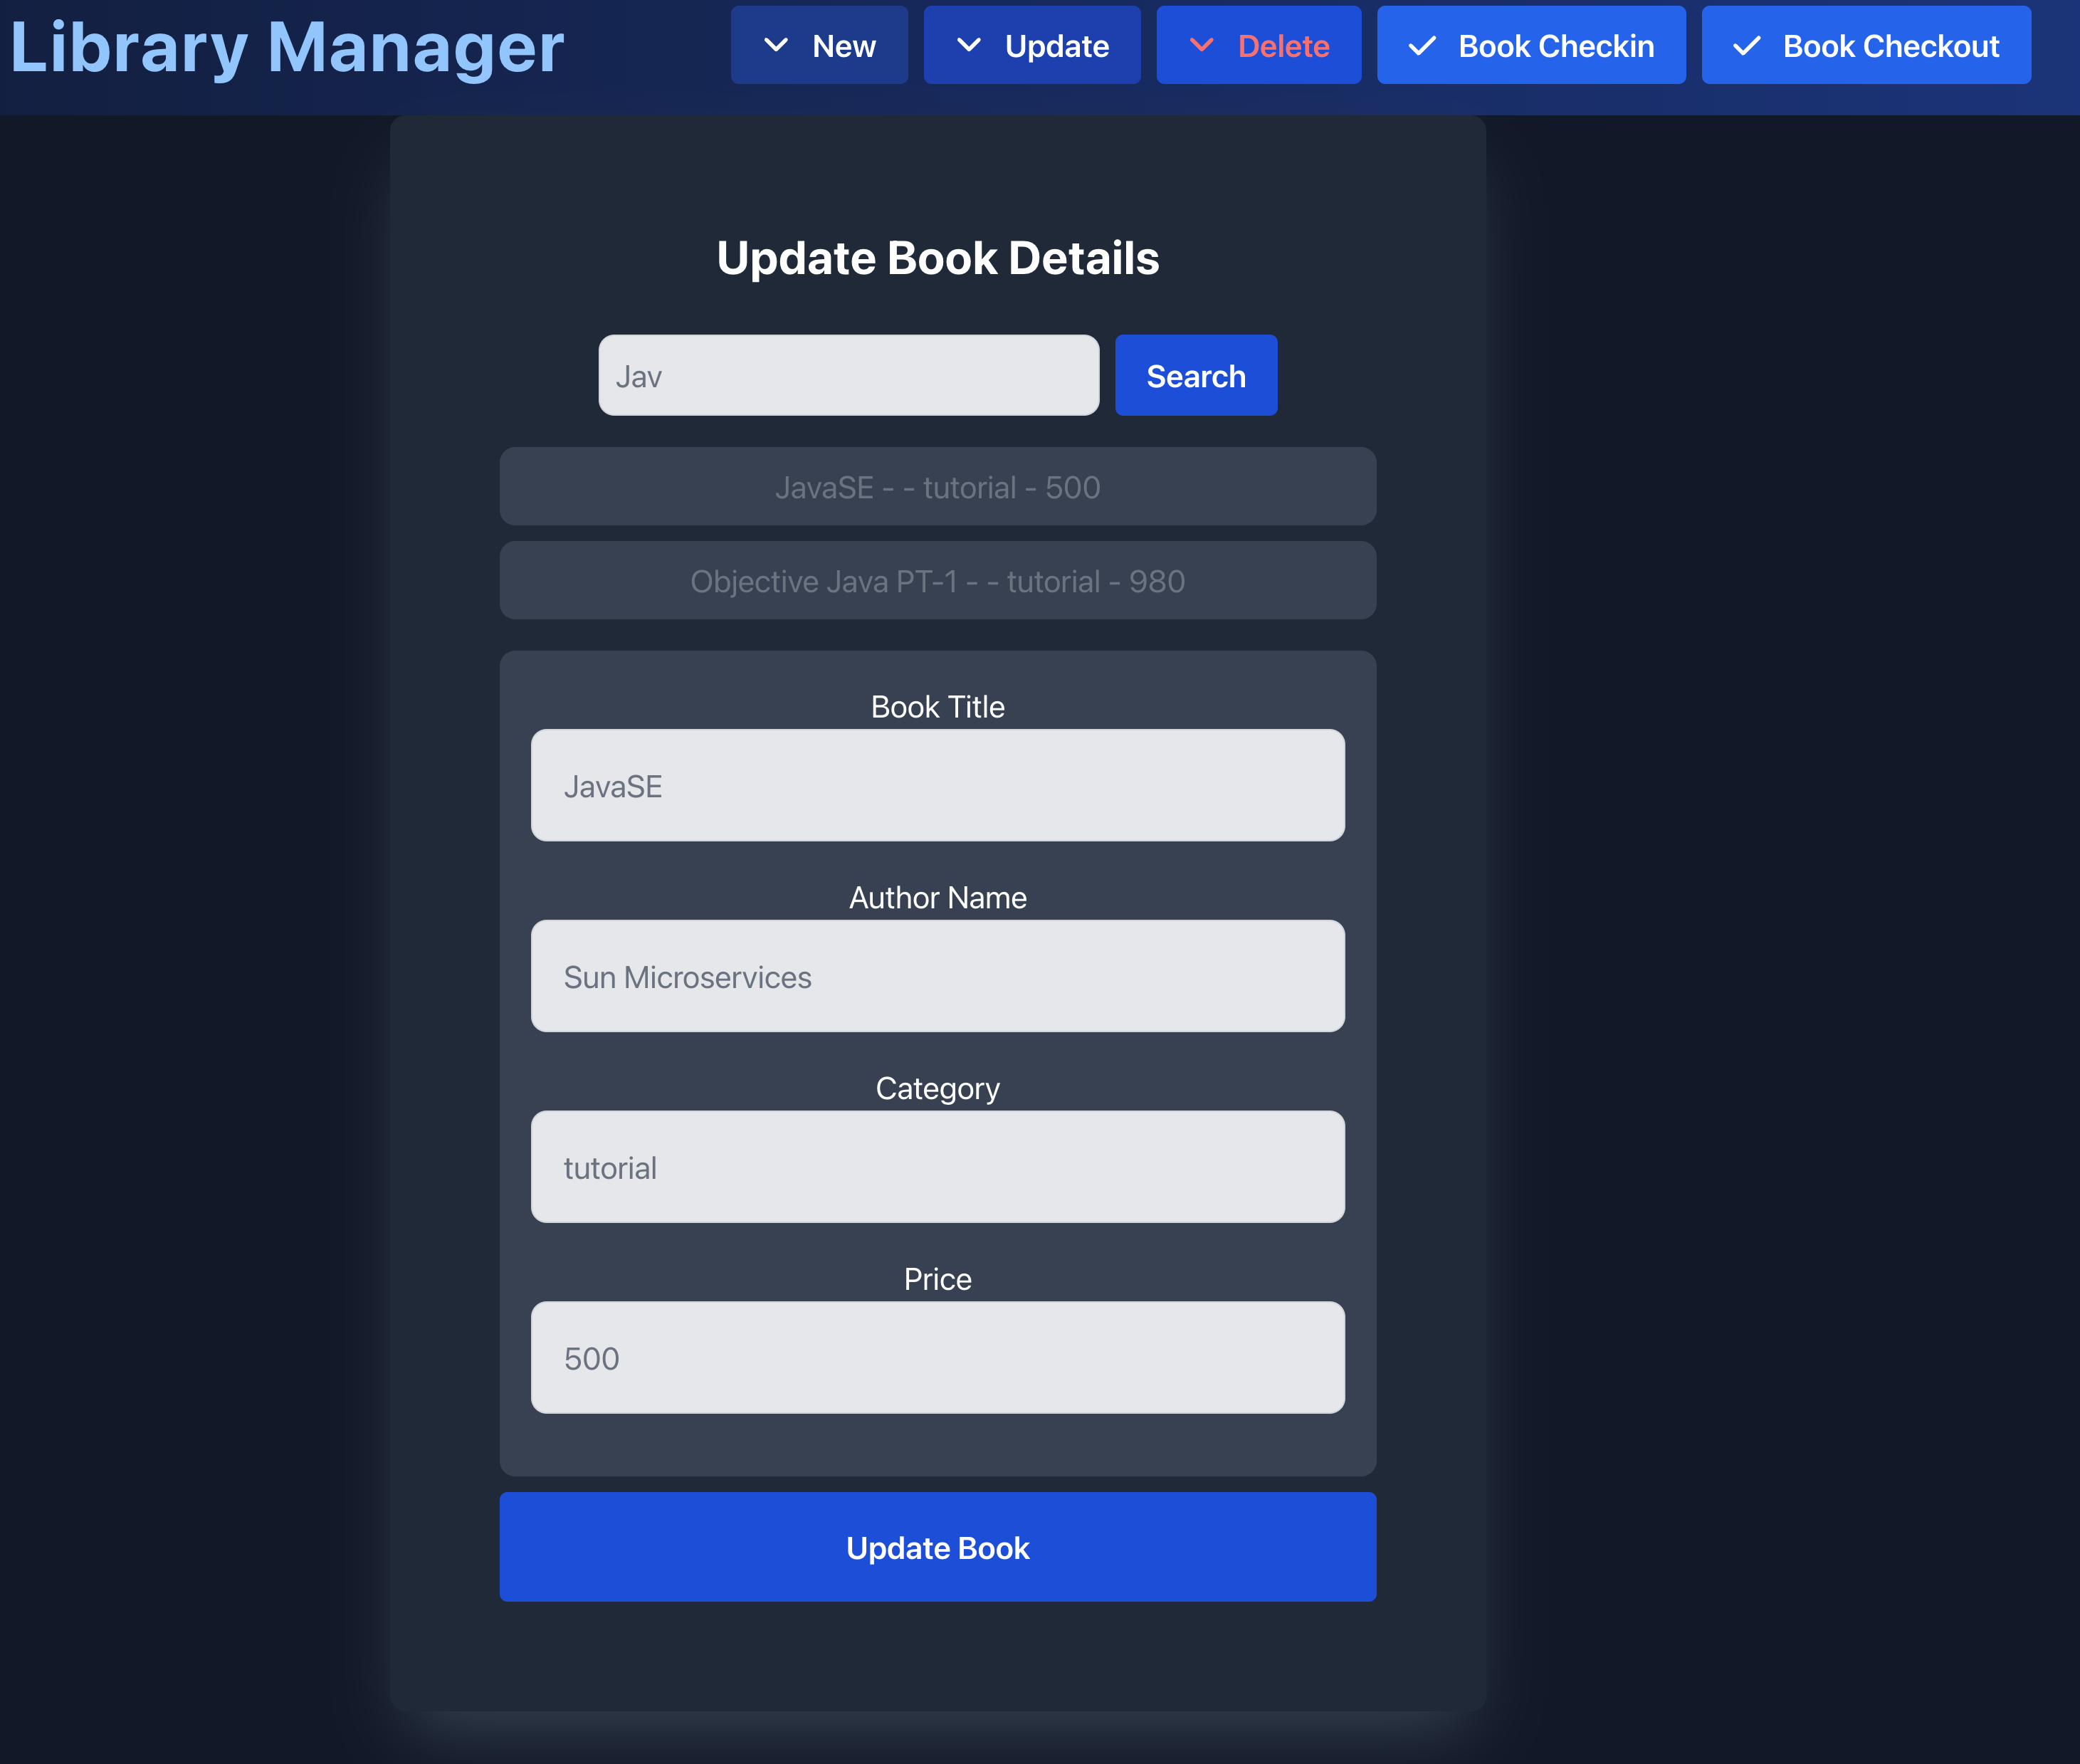 Library Manager
New
Update
Delete
Book Checkin
Book Checkout
Update Book Details
Jav
Search
JavaSE - - tutorial - 500
Objective Java PT-1 - - tutorial - 980
Book Title
JavaSE
Author Name
Sun Microservices
Category
tutorial
Price
500
Update Book